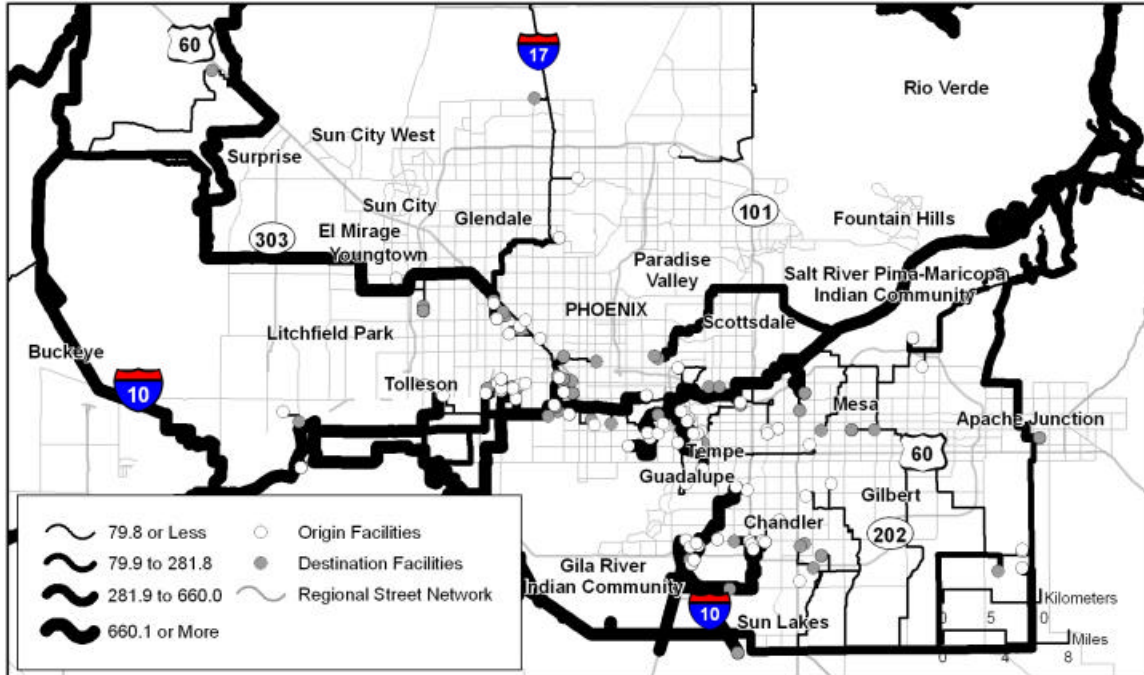 60
17
Rio Verde
Sun City West
Surprise
Sun City
Glendale
101
Fountain Hills
303
El Mirage
Youngtown
Paradise
Valley
Salt River Pima-Maricopa
Indian Community
PHOENIX
Scottsdale
Litchfield Park
Buckeye
10
Tolleson
Mesa
Apache Junction
Tempe
60
Guadalupe
Gilbert
Chandler
202
Gila River
Indian Community
10
Sun Lakes
79.8 or Less
79.9 to 281.8
281.9 to 660.0
660.1 or More
Origin Facilities
Destination Facilities
Regional Street Network
Kilometers
0 5 0
Miles
0 4 8